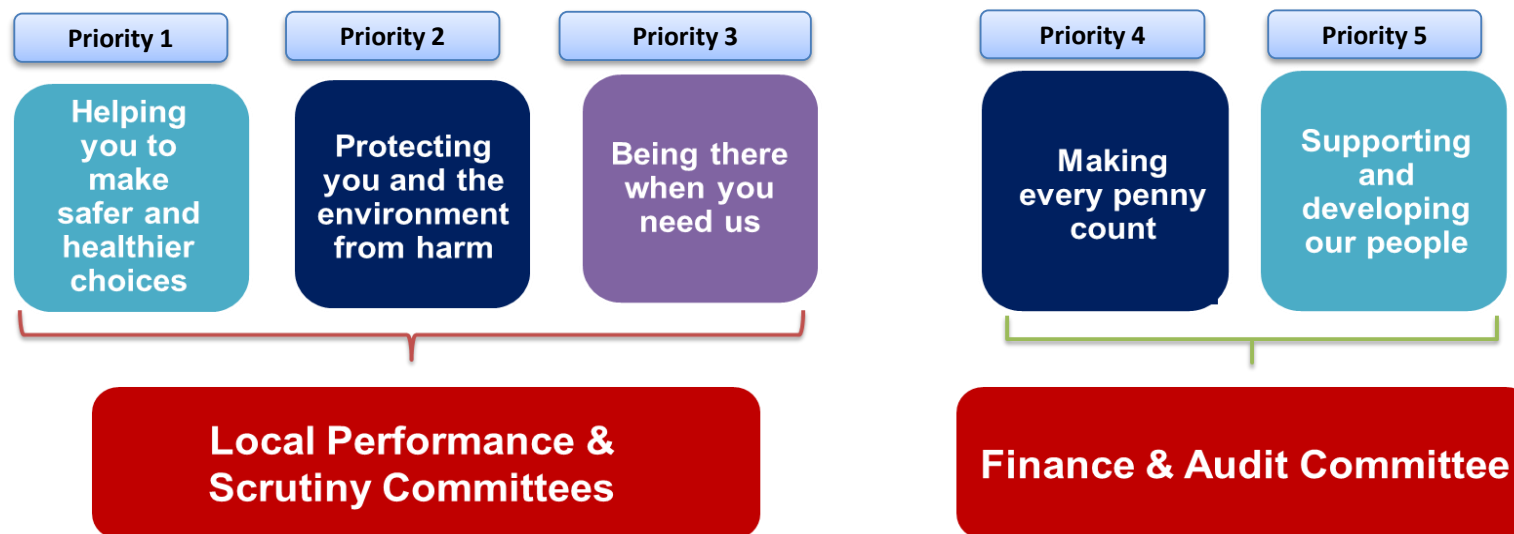 Priority 1
Priority 2
Priority 3
Priority 4
Priority 5
Helping
you to
make
safer and
healthier
choices
Protecting
you and the
environment
from harm
Being there
when you
need us
Making
every penny
count
Supporting
and
developing
our people
Local Performance &
Scrutiny Committees
Finance & Audit Committee